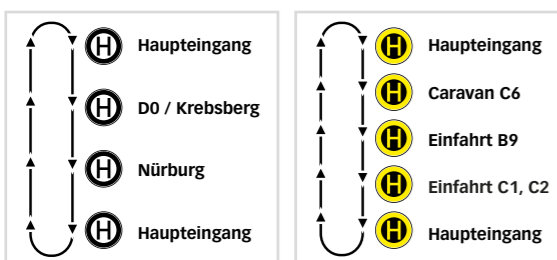 H Haupteingang
H D0 / Krebsberg
H Nürburg
H Haupteingang
H Haupteingang
H Caravan C6
H Einfahrt B9
H Einfahrt C1, C2
H Haupteingang